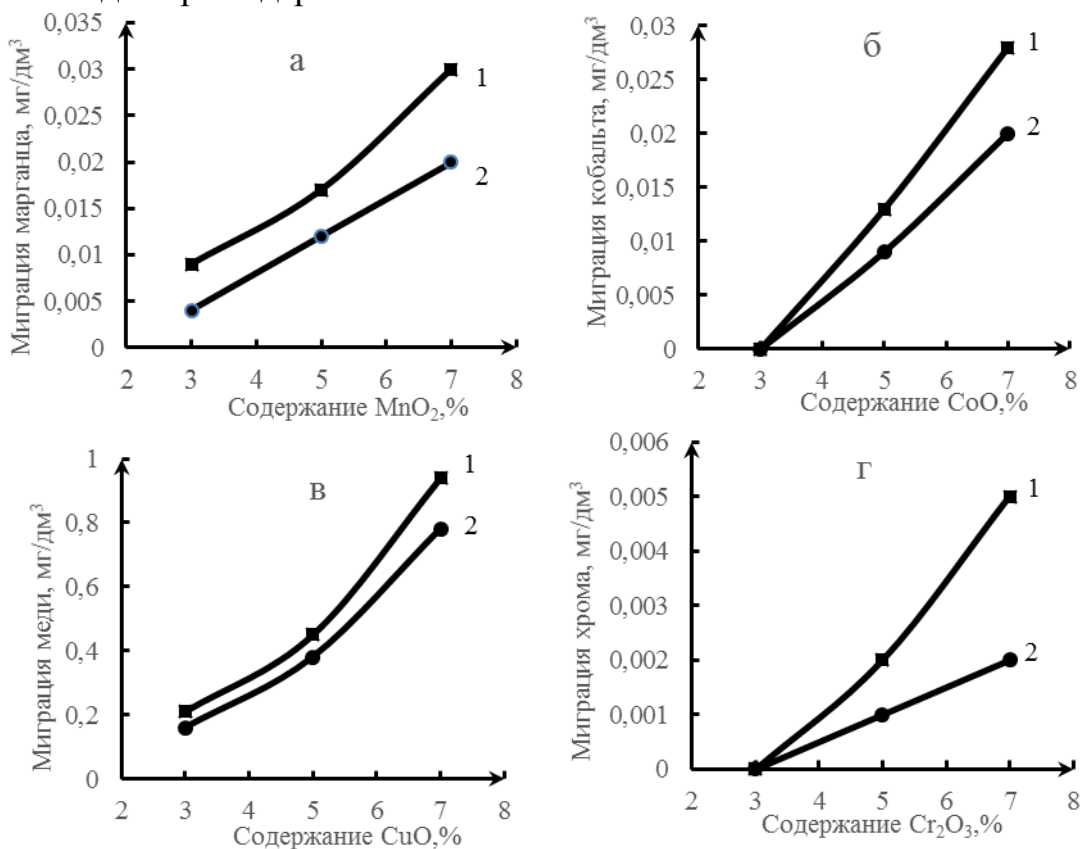 Миграция марганца, мг/дм³
0,035
0,03
0,025
0,02
0,015
0,01
0,005
0
а
1
2
2 3 4 5 6 7 8
Содержание MnO₂,%
Миграция кобальта, мг/дм³
0,03
0,025
0,02
0,015
0,01
0,005
0
б
1
2
2 3 4 5 6 7 8
Содержание CoO,%
Миграция меди, мг/дм³
1
0,8
0,6
0,4
0,2
0
в
1
2
2 3 4 5 6 7 8
Содержание CuO,%
Миграция хрома, мг/дм³
0,006
0,005
0,004
0,003
0,002
0,001
0
г
1
2
2 3 4 5 6 7 8
Содержание Cr₂O₃,%